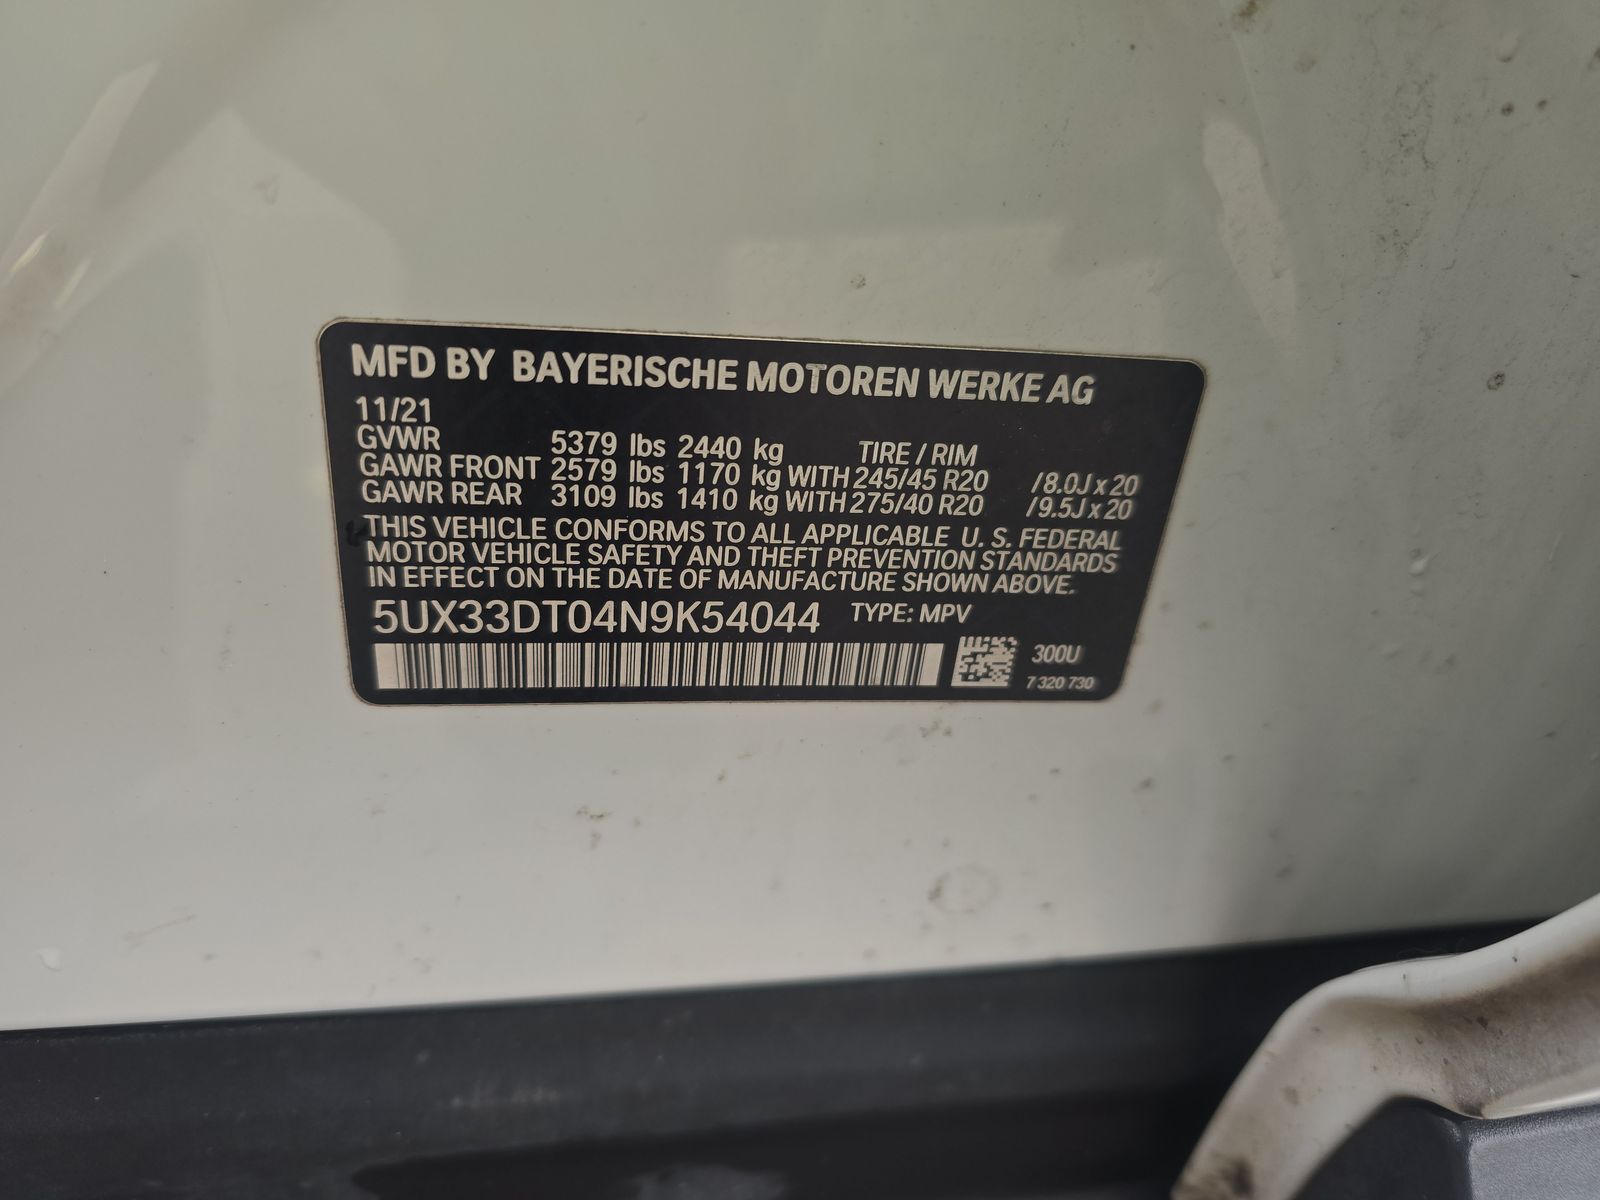 MFD BY BAYERISCHE MOTOREN WERKE AG
11/21
GVWR 5379 lbs 2440 kg TIRE / RIM
GAWR FRONT 2579 lbs 1170 kg WITH 245/45 R20 /8.0J x 20
GAWR REAR 3109 lbs 1410 kg WITH 275/40 R20 /9.5J x 20
THIS VEHICLE CONFORMS TO ALL APPLICABLE U. S. FEDERAL
MOTOR VEHICLE SAFETY AND THEFT PREVENTION STANDARDS
IN EFFECT ON THE DATE OF MANUFACTURE SHOWN ABOVE.
5UX33DT04N9K54044 TYPE: MPV
300U
7 320 730